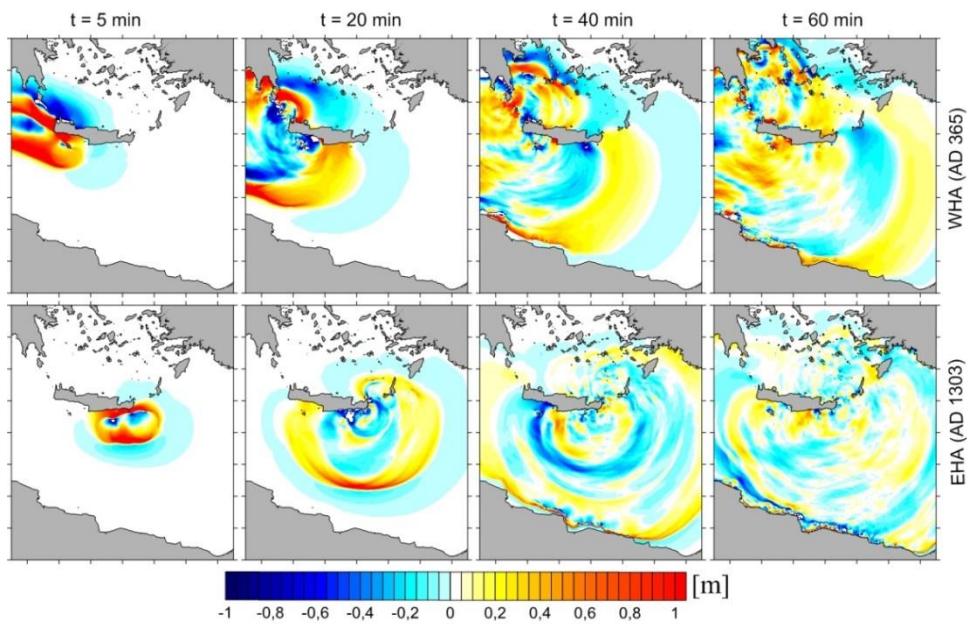 t = 5 min
t = 20 min
t = 40 min
t = 60 min
WHA (AD 365)
EHA (AD 1303)
-1 -0,8 -0,6 -0,4 -0,2 0 0,2 0,4 0,6 0,8 1 [m]